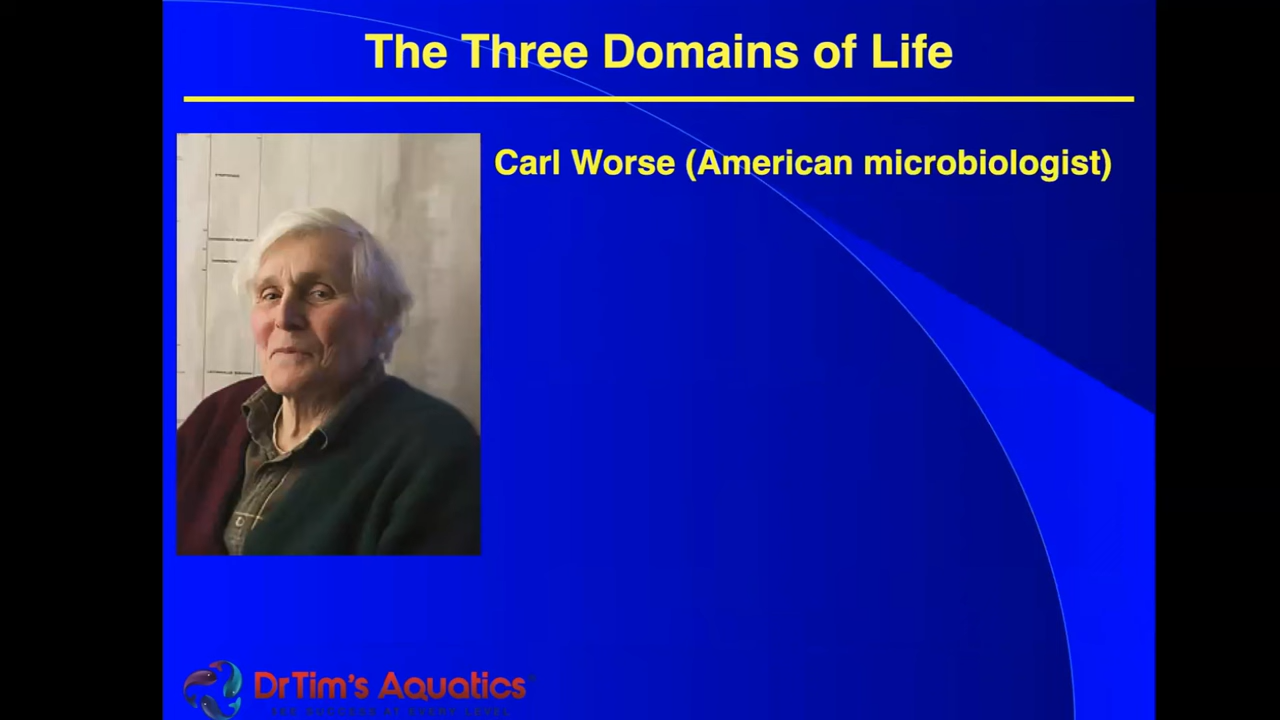 The Three Domains of Life
Carl Worse (American microbiologist)
DrTim's Aquatics